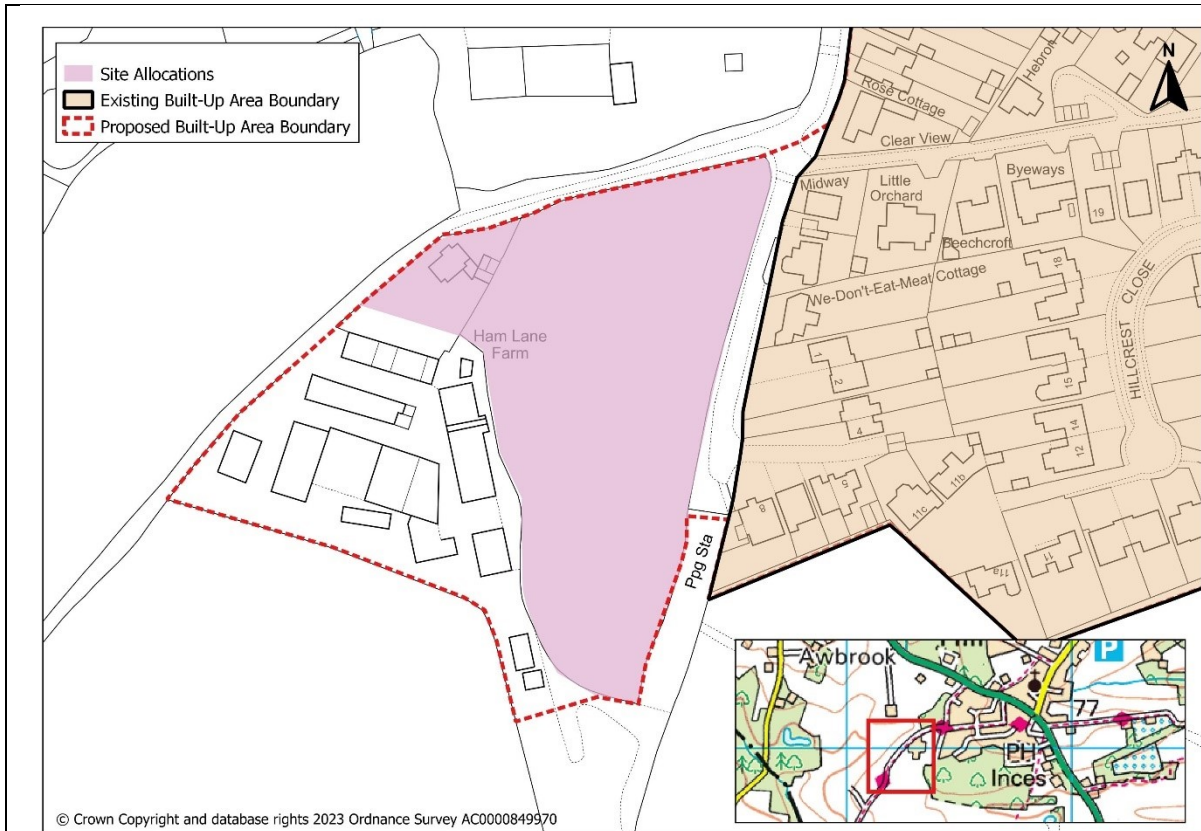 Site Allocations
Existing Built-Up Area Boundary
Proposed Built-Up Area Boundary
N
Hebron
Rose Cottage
Clear View
Midway
Little
Orchard
Byeways
19
Beechcroft
We-Don't-Eat-Meat Cottage
18
HILLCREST CLOSE
Ham Lane
Farm
1
2
15
4
14
12
5
8
11b
11c
11
11a
Ppg Sta
Awbrook
P
77
PH
Inces
© Crown Copyright and database rights 2023 Ordnance Survey AC0000849970